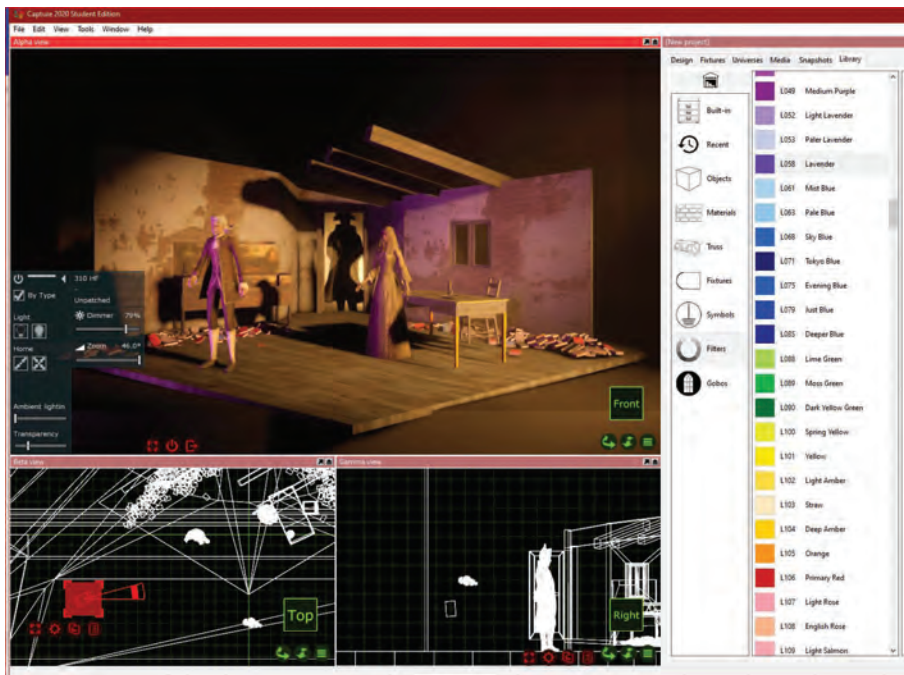 Capture 2020 Student Edition
File Edit View Tools Window Help
Alpha view
310 HF
By Type
Unpatched
Light
Dimmer 79%
Home
Zoom 46.0°
Ambient lightin
Transparency
Front
Beta view
Top
Gamma view
Right
(New project)
Design Fixtures Universes Media Snapshots Library
Built-in
Recent
Objects
Materials
Truss
Fixtures
Symbols
Filters
Gobos
L049 Medium Purple
L052 Light Lavender
L053 Paler Lavender
L058 Lavender
L061 Mist Blue
L063 Pale Blue
L068 Sky Blue
L071 Tokyo Blue
L075 Evening Blue
L079 Just Blue
L085 Deeper Blue
L088 Lime Green
L089 Moss Green
L090 Dark Yellow Green
L100 Spring Yellow
L101 Yellow
L102 Light Amber
L103 Straw
L104 Deep Amber
L105 Orange
L106 Primary Red
L107 Light Rose
L108 English Rose
L109 Light Salmon